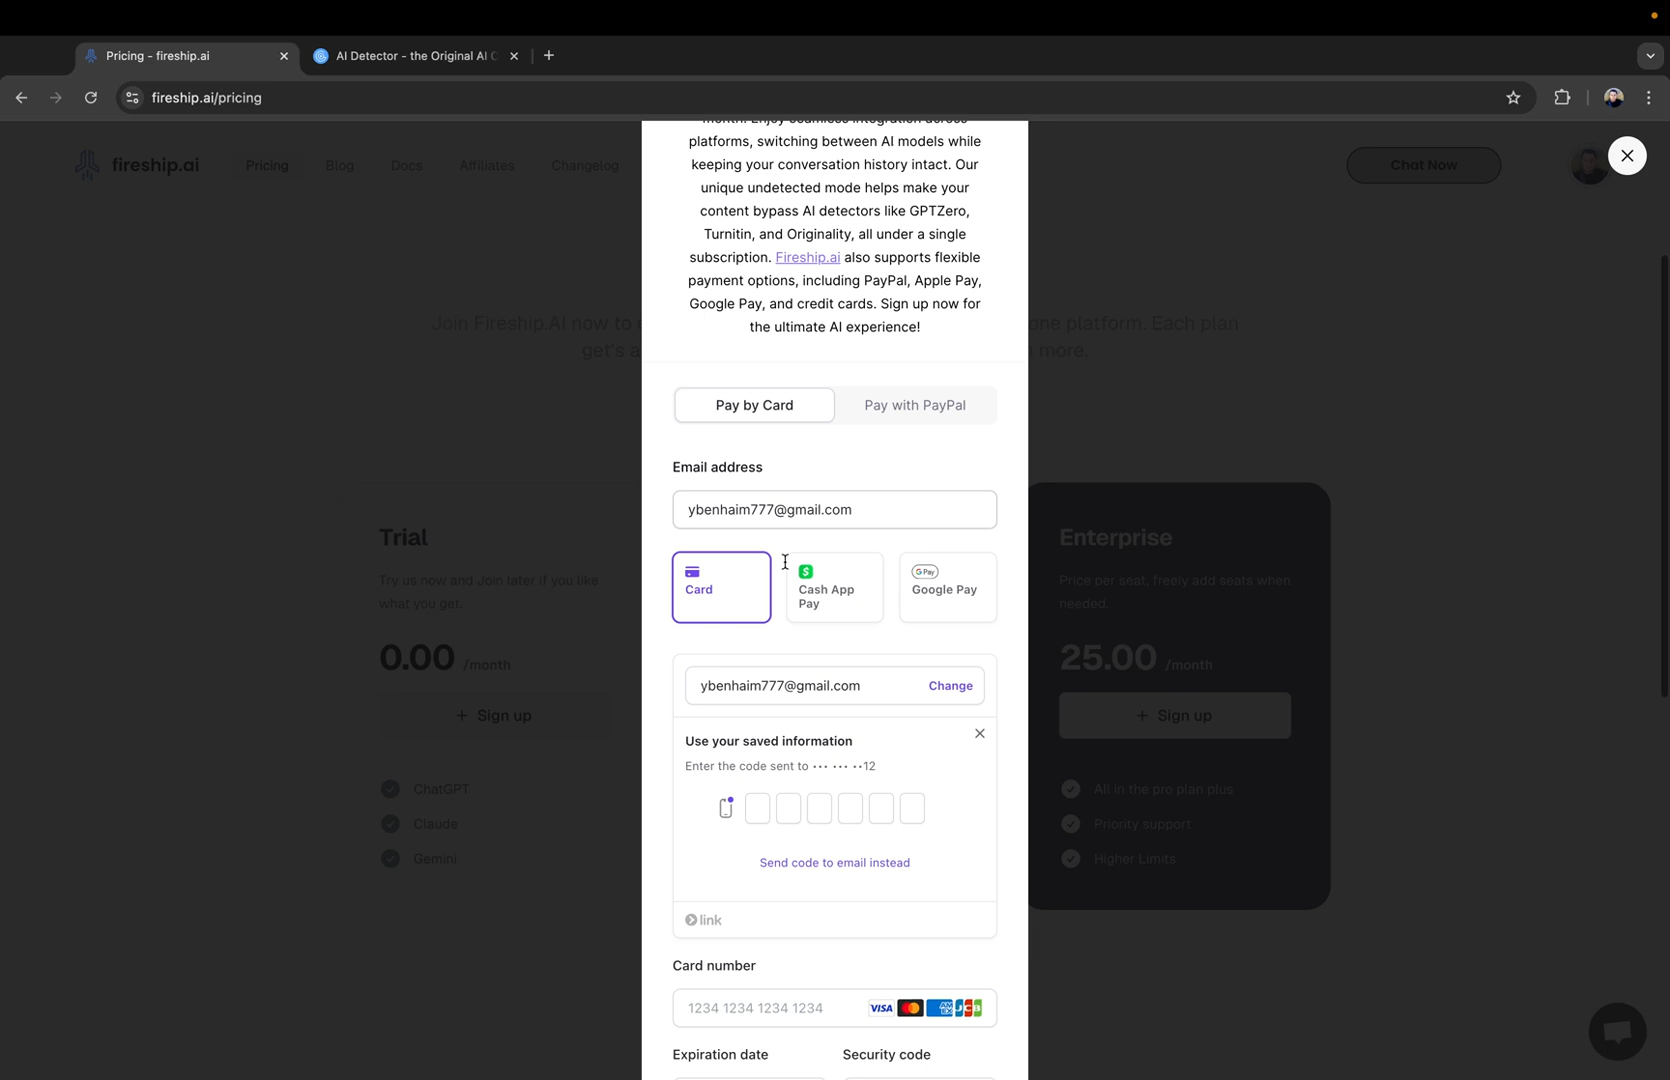 Pricing - fireship.ai
AI Detector - the Original AI C
fireship.ai/pricing
fireship.ai
Pricing
Blog
Docs
Affiliates
Changelog
Chat Now
month! Enjoy seamless integration across
platforms, switching between AI models while
keeping your conversation history intact. Our
unique undetected mode helps make your
content bypass AI detectors like GPTZero,
Turnitin, and Originality, all under a single
subscription. Fireship.ai also supports flexible
payment options, including PayPal, Apple Pay,
Google Pay, and credit cards. Sign up now for
the ultimate AI experience!
Join Fireship.AI now to
one platform. Each plan
get's a
more.
Pay by Card
Pay with PayPal
Email address
ybenhaim777@gmail.com
Card
Cash App
Pay
G Pay
Google Pay
ybenhaim777@gmail.com
Change
Use your saved information
Enter the code sent to ••• ••• ••12
Send code to email instead
link
Card number
1234 1234 1234 1234
VISA
AM
EX
JCB
Expiration date
Security code
Trial
Try us now and Join later if you like
what you get.
0.00 /month
+ Sign up
ChatGPT
Claude
Gemini
Enterprise
Price per seat, freely add seats when
needed.
25.00 /month
+ Sign up
All in the pro plan plus
Priority support
Higher Limits